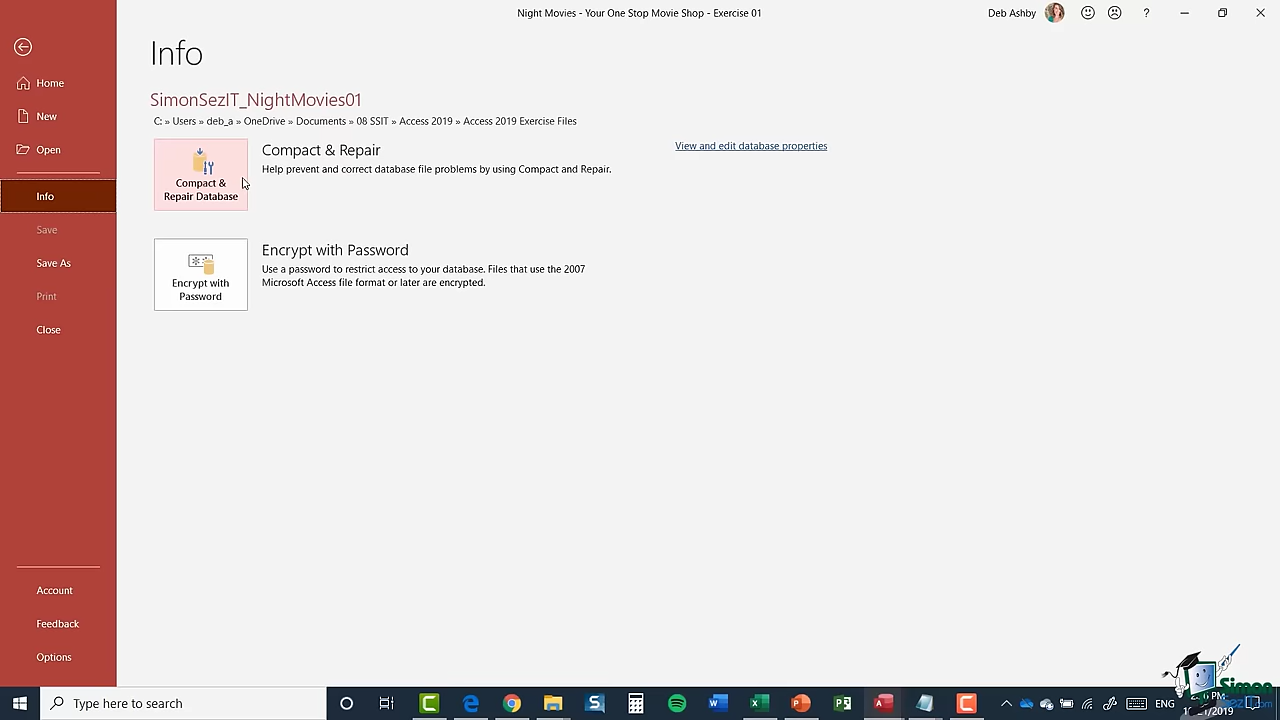 Night Movies - Your One Stop Movie Shop - Exercise 01
Deb Ashby
?
Info
Home
New
Open
Info
Save
Save As
Print
Close
Account
Feedback
Options
SimonSezIT_NightMovies01
C: » Users » deb_a » OneDrive » Documents » 08 SSIT » Access 2019 » Access 2019 Exercise Files
Compact & Repair Database
Compact & Repair
Help prevent and correct database file problems by using Compact and Repair.
View and edit database properties
Encrypt with Password
Encrypt with Password
Use a password to restrict access to your database. Files that use the 2007
Microsoft Access file format or later are encrypted.
Type here to search
ENG
Simon